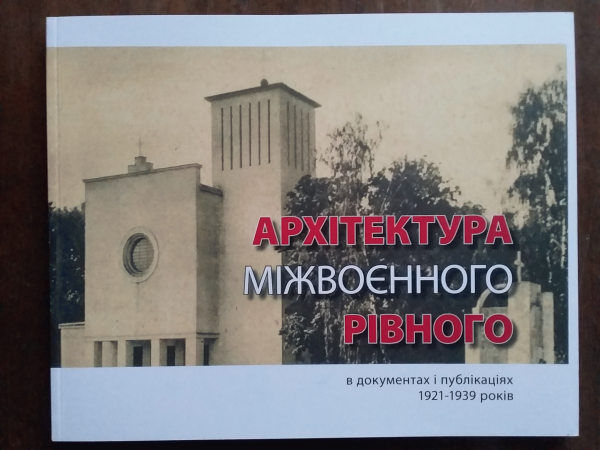 АРХІТЕКТУРА
МІЖВОЄННОГО
РІВНОГО
в документах і публікаціях
1921-1939 років